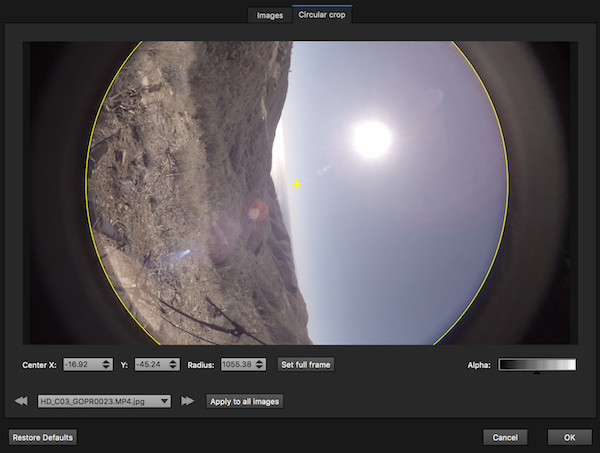 Images Circular crop
Center X: -16.92 Y: -45.24 Radius: 1055.38 Set full frame Alpha:
HD_C03_GOPR0023.MP4.jpg Apply to all images
Restore Defaults Cancel OK